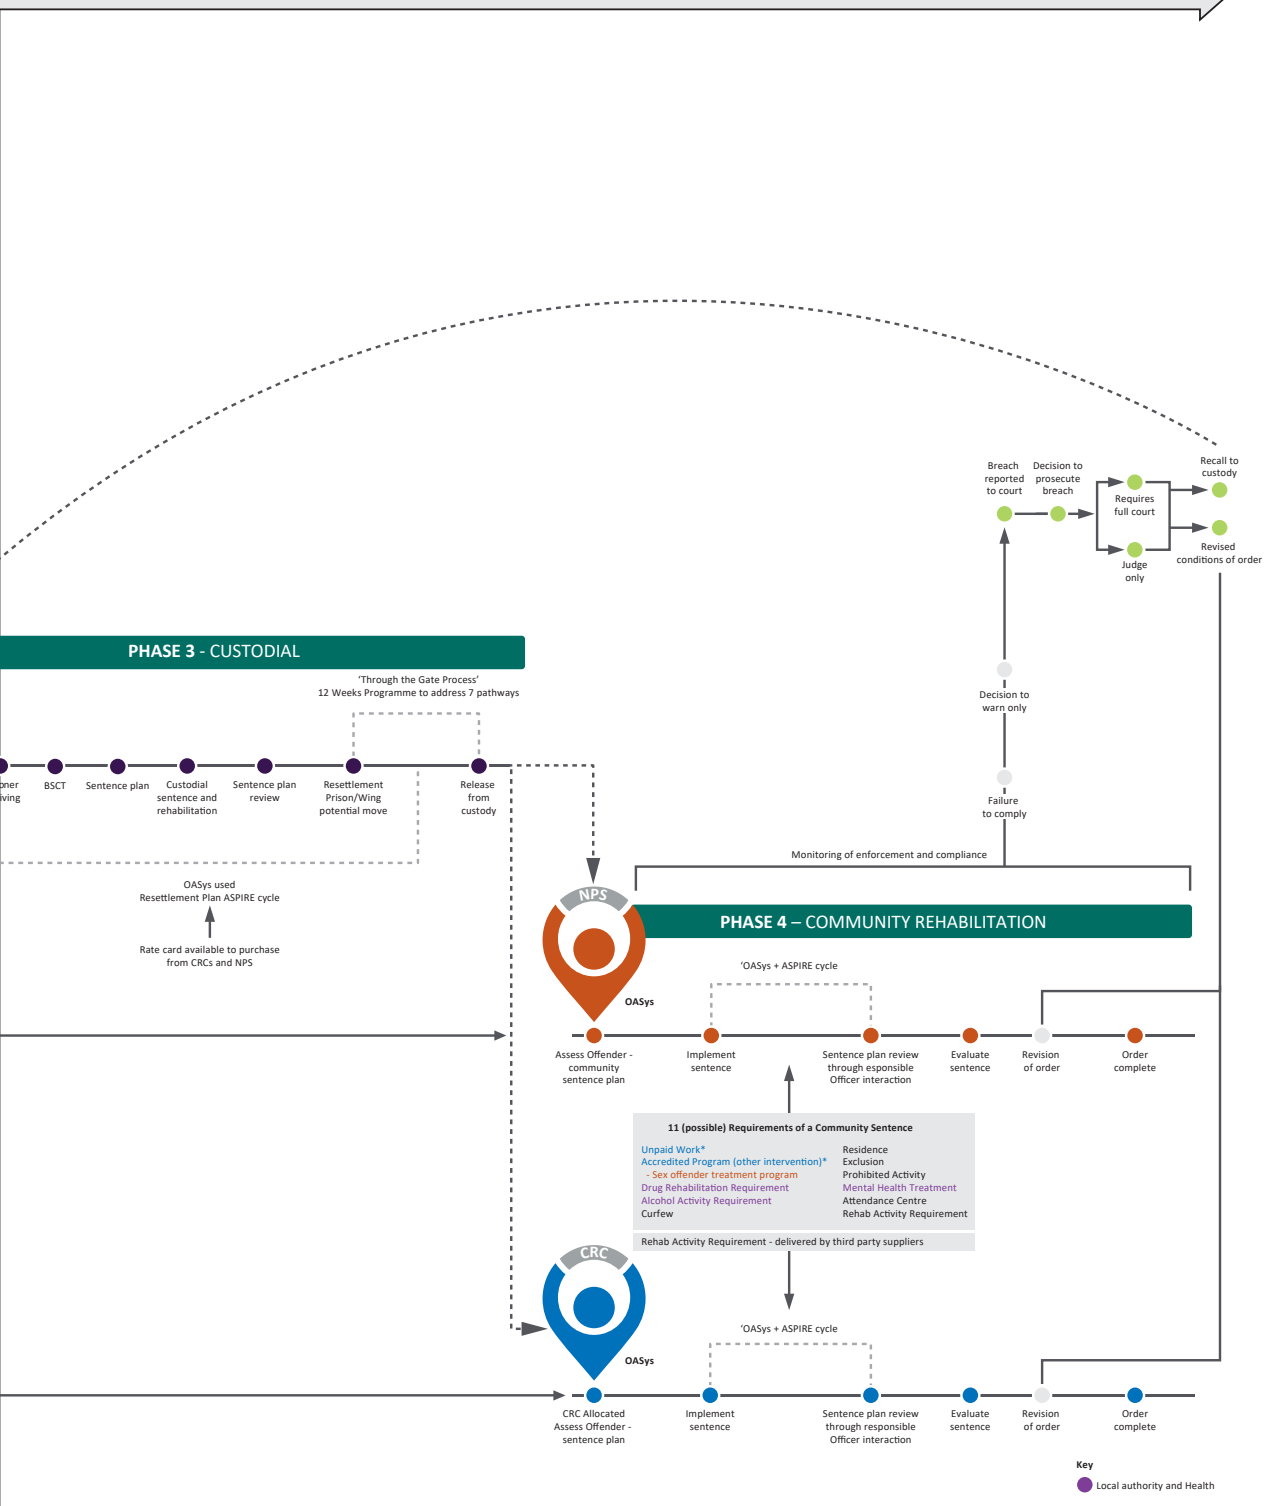 Recall to
custody
Breach
reported
to court
Decision to
prosecute
breach
Requires
full court
Judge
only
Revised
conditions of order
PHASE 3 - CUSTODIAL
'Through the Gate Process'
12 Weeks Programme to address 7 pathways
Decision to
warn only
BSCT
Sentence plan
Custodial
sentence and
rehabilitation
Sentence plan
review
Resettlement
Prison/Wing
potential move
Release
from
custody
Failure
to comply
Monitoring of enforcement and compliance
OASys used
Resettlement Plan ASPIRE cycle
Rate card available to purchase
from CRCs and NPS
NPS
PHASE 4 – COMMUNITY REHABILITATION
'OASys + ASPIRE cycle
OASys
Assess Offender -
community
sentence plan
Implement
sentence
Sentence plan review
through esponsible
Officer interaction
Evaluate
sentence
Revision
of order
Order
complete
11 (possible) Requirements of a Community Sentence
Unpaid Work*
Accredited Program (other intervention)*
- Sex offender treatment program
Drug Rehabilitation Requirement
Alcohol Activity Requirement
Curfew
Residence
Exclusion
Prohibited Activity
Mental Health Treatment
Attendance Centre
Rehab Activity Requirement
Rehab Activity Requirement - delivered by third party suppliers
CRC
'OASys + ASPIRE cycle
OASys
CRC Allocated
Assess Offender -
sentence plan
Implement
sentence
Sentence plan review
through responsible
Officer interaction
Evaluate
sentence
Revision
of order
Order
complete
Key
Local authority and Health